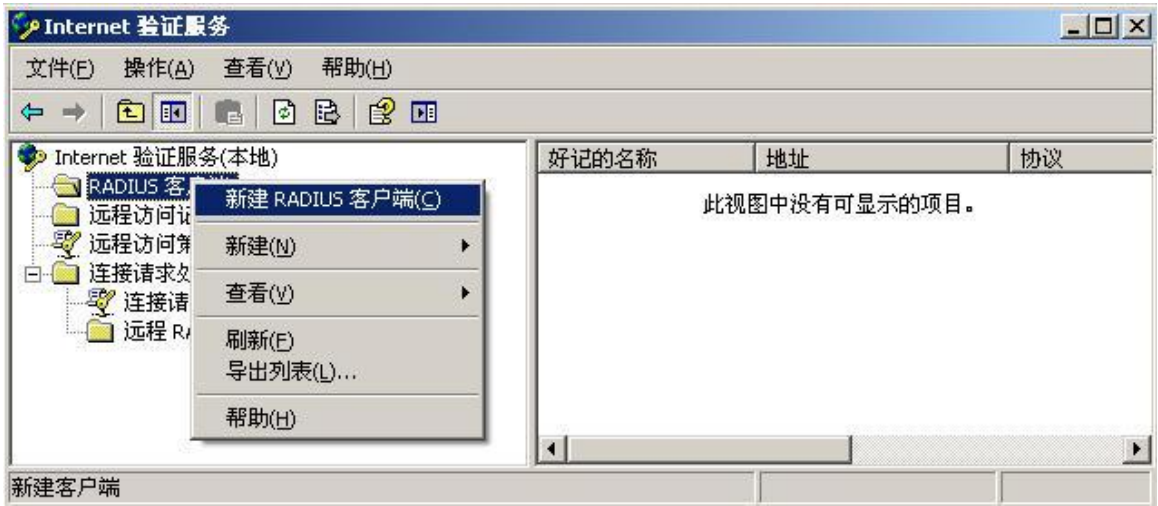 Internet 验证服务
文件(F) 操作(A) 查看(V) 帮助(H)
Internet 验证服务(本地)
RADIUS 客
远程访问记
远程访问策
连接请求处
连接请
远程 RA
新建 RADIUS 客户端(C)
新建(N)
查看(V)
刷新(F)
导出列表(L)...
帮助(H)
好记的名称 地址 协议
此视图中没有可显示的项目。
新建客户端